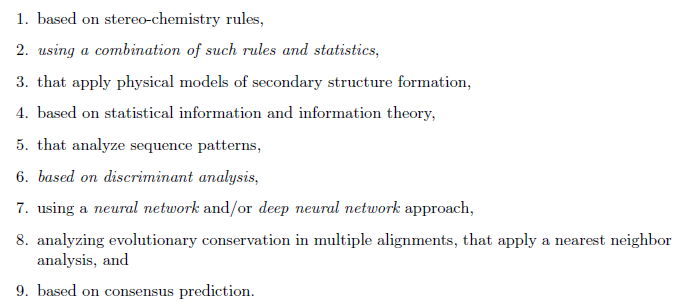 1. based on stereo-chemistry rules,
2. using a combination of such rules and statistics,
3. that apply physical models of secondary structure formation,
4. based on statistical information and information theory,
5. that analyze sequence patterns,
6. based on discriminant analysis,
7. using a neural network and/or deep neural network approach,
8. analyzing evolutionary conservation in multiple alignments, that apply a nearest neighbor
analysis, and
9. based on consensus prediction.